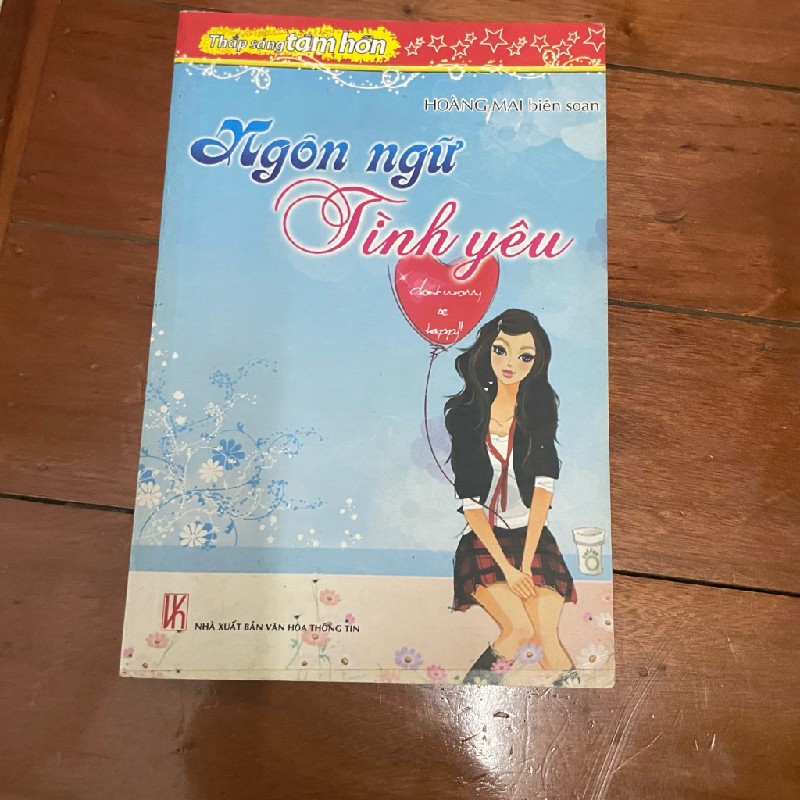 Thắp sáng tâm hồn
HOÀNG MAI biên soạn
Ngôn ngữ
Tình yêu
don't worry
be
happy!!
NHÀ XUẤT BẢN VĂN HÓA THÔNG TIN